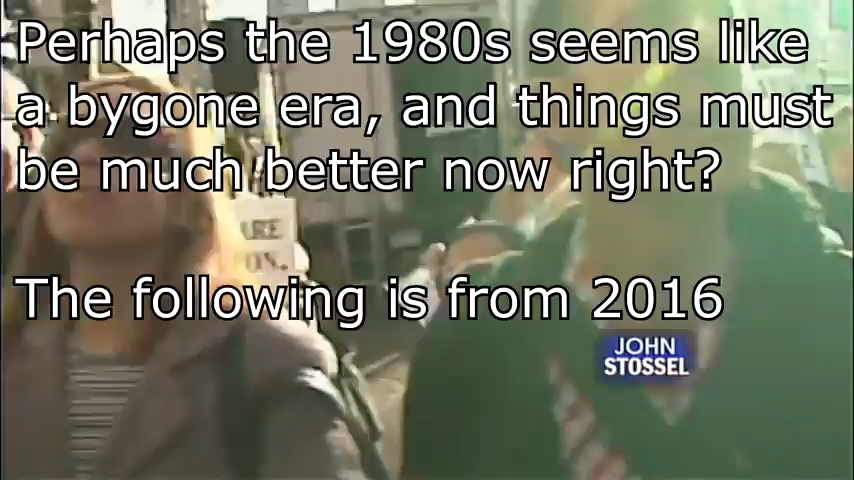 Perhaps the 1980s seems like
a bygone era, and things must
be much better now right?
The following is from 2016
ARE
JOHN
STOSSEL